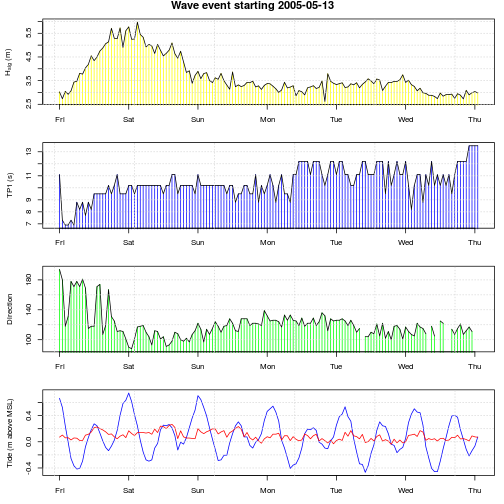 Wave event starting 2005-05-13
Hsig (m)
5.5
4.5
3.5
2.5
Fri Sat Sun Mon Tue Wed Thu
TP1 (s)
13
11
9
8
7
Fri Sat Sun Mon Tue Wed Thu
Direction
180
140
100
Fri Sat Sun Mon Tue Wed Thu
Tide (m above MSL)
0.4
0.0
-0.4
Fri Sat Sun Mon Tue Wed Thu